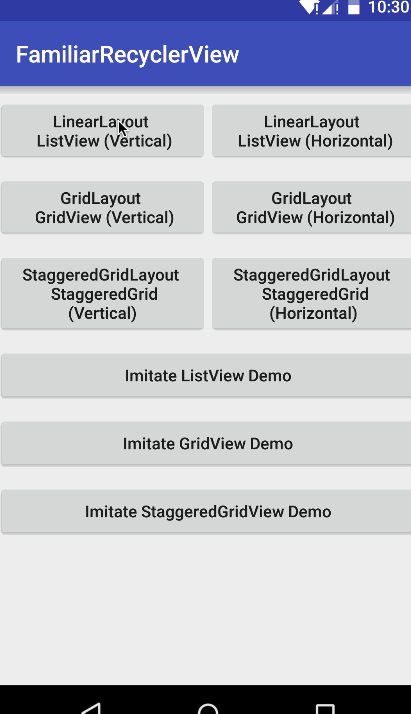 10:30
FamiliarRecyclerView
LinearLayout
ListView (Vertical)
LinearLayout
ListView (Horizontal)
GridLayout
GridView (Vertical)
GridLayout
GridView (Horizontal)
StaggeredGridLayout
StaggeredGrid
(Vertical)
StaggeredGridLayout
StaggeredGrid
(Horizontal)
Imitate ListView Demo
Imitate GridView Demo
Imitate StaggeredGridView Demo